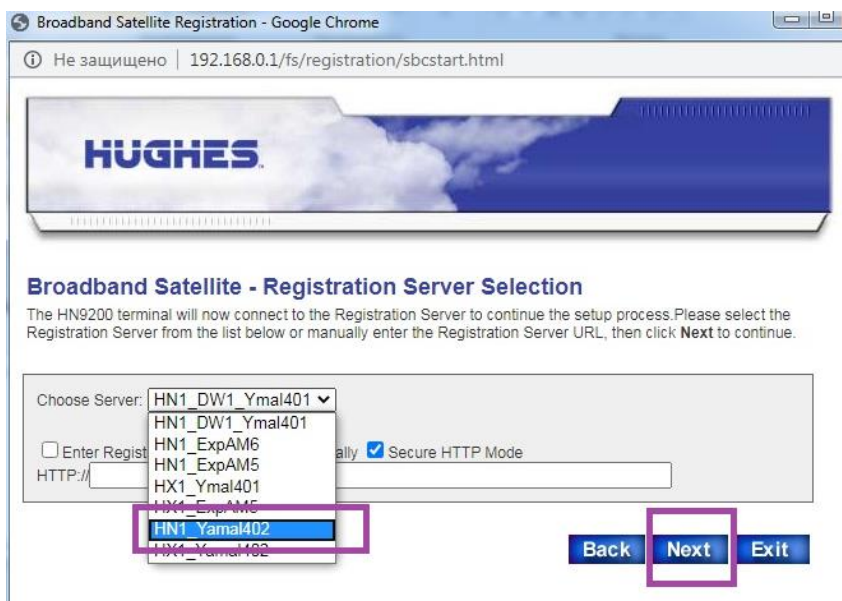 Broadband Satellite Registration - Google Chrome
Не защищено | 192.168.0.1/fs/registration/sbcstart.html
HUGHES.
Broadband Satellite - Registration Server Selection
The HN9200 terminal will now connect to the Registration Server to continue the setup process.Please select the
Registration Server from the list below or manually enter the Registration Server URL, then click Next to continue.
Choose Server: HN1_DW1_Ymal401
HN1_DW1_Ymal401
HN1_ExpAM6
HN1_ExpAM5
Enter Regist ally Secure HTTP Mode
HTTP://
HX1_Ymal401
HX1_ExpAM5
HN1_Yamal402
HX1_Yamal402
Back Next Exit